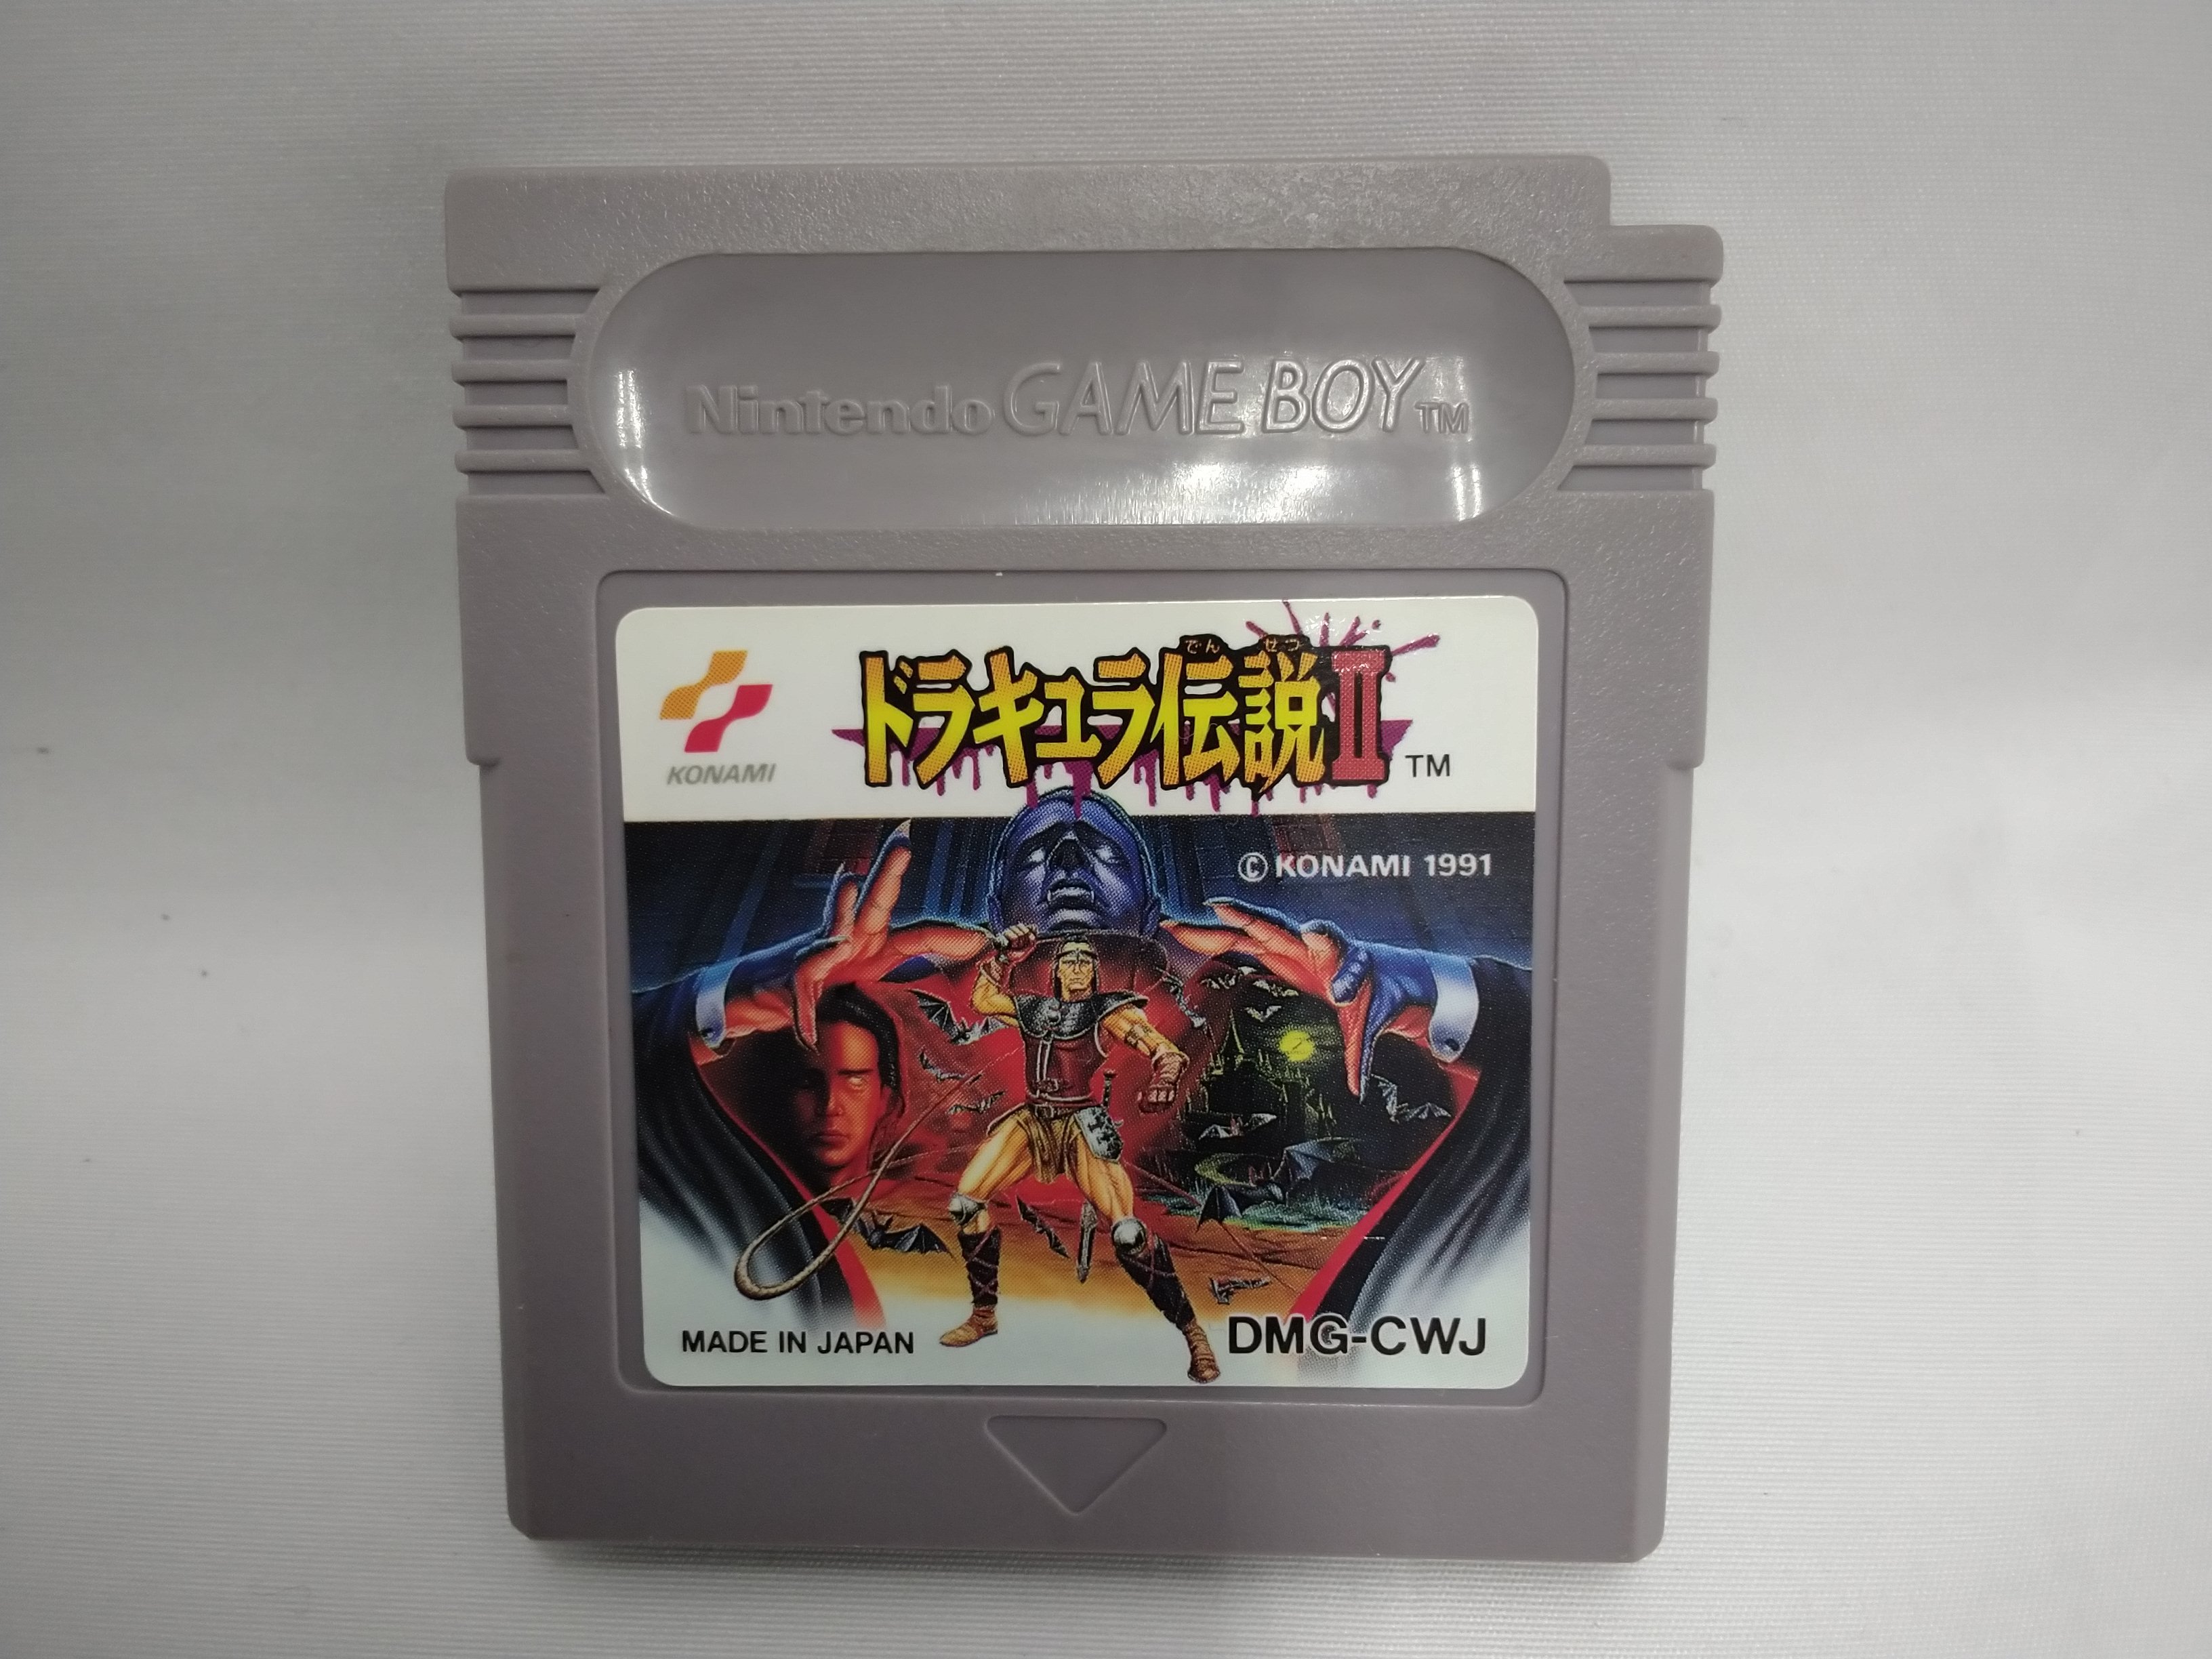 Nintendo GAME BOY TM
でんせつ
ドラキュラ伝説II TM
KONAMI
© KONAMI 1991
MADE IN JAPAN
DMG-CWJ